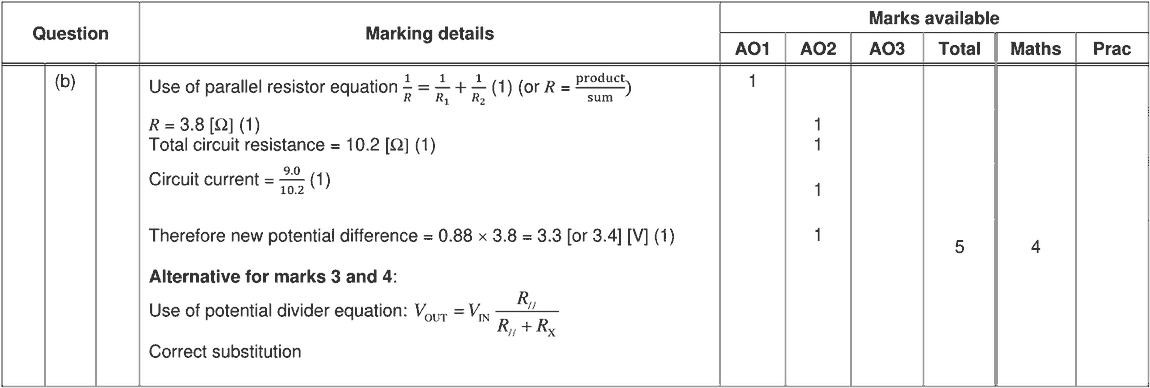 Question Marking details Marks available
AO1 AO2 AO3 Total Maths Prac
(b) Use of parallel resistor equation 1/R = 1/R₁ + 1/R₂ (1) (or R = product/sum) 1
R = 3.8 [Ω] (1) 1
Total circuit resistance = 10.2 [Ω] (1) 1
Circuit current = 9.0/10.2 (1) 1
Therefore new potential difference = 0.88 × 3.8 = 3.3 [or 3.4] [V] (1) 1 5 4
Alternative for marks 3 and 4:
Use of potential divider equation: V_OUT = V_IN R_// / (R_// + R_X)
Correct substitution